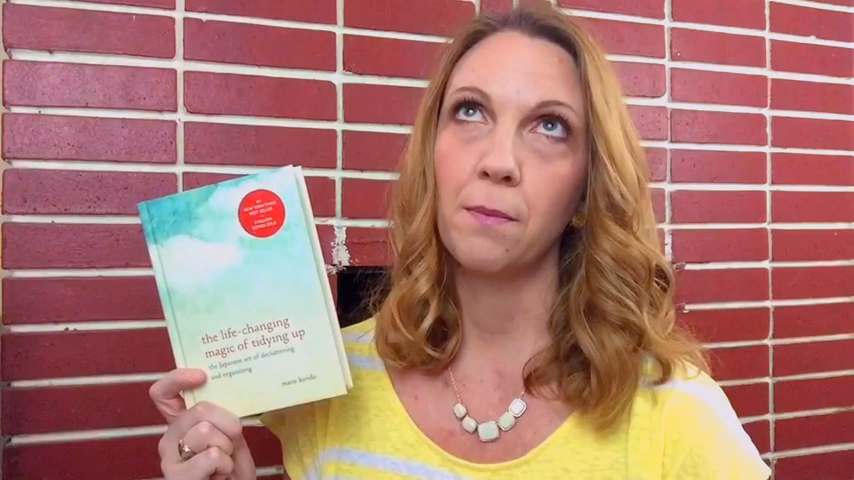 the life-changing
magic of tidying up
the Japanese art of decluttering
and organizing
marie kondo